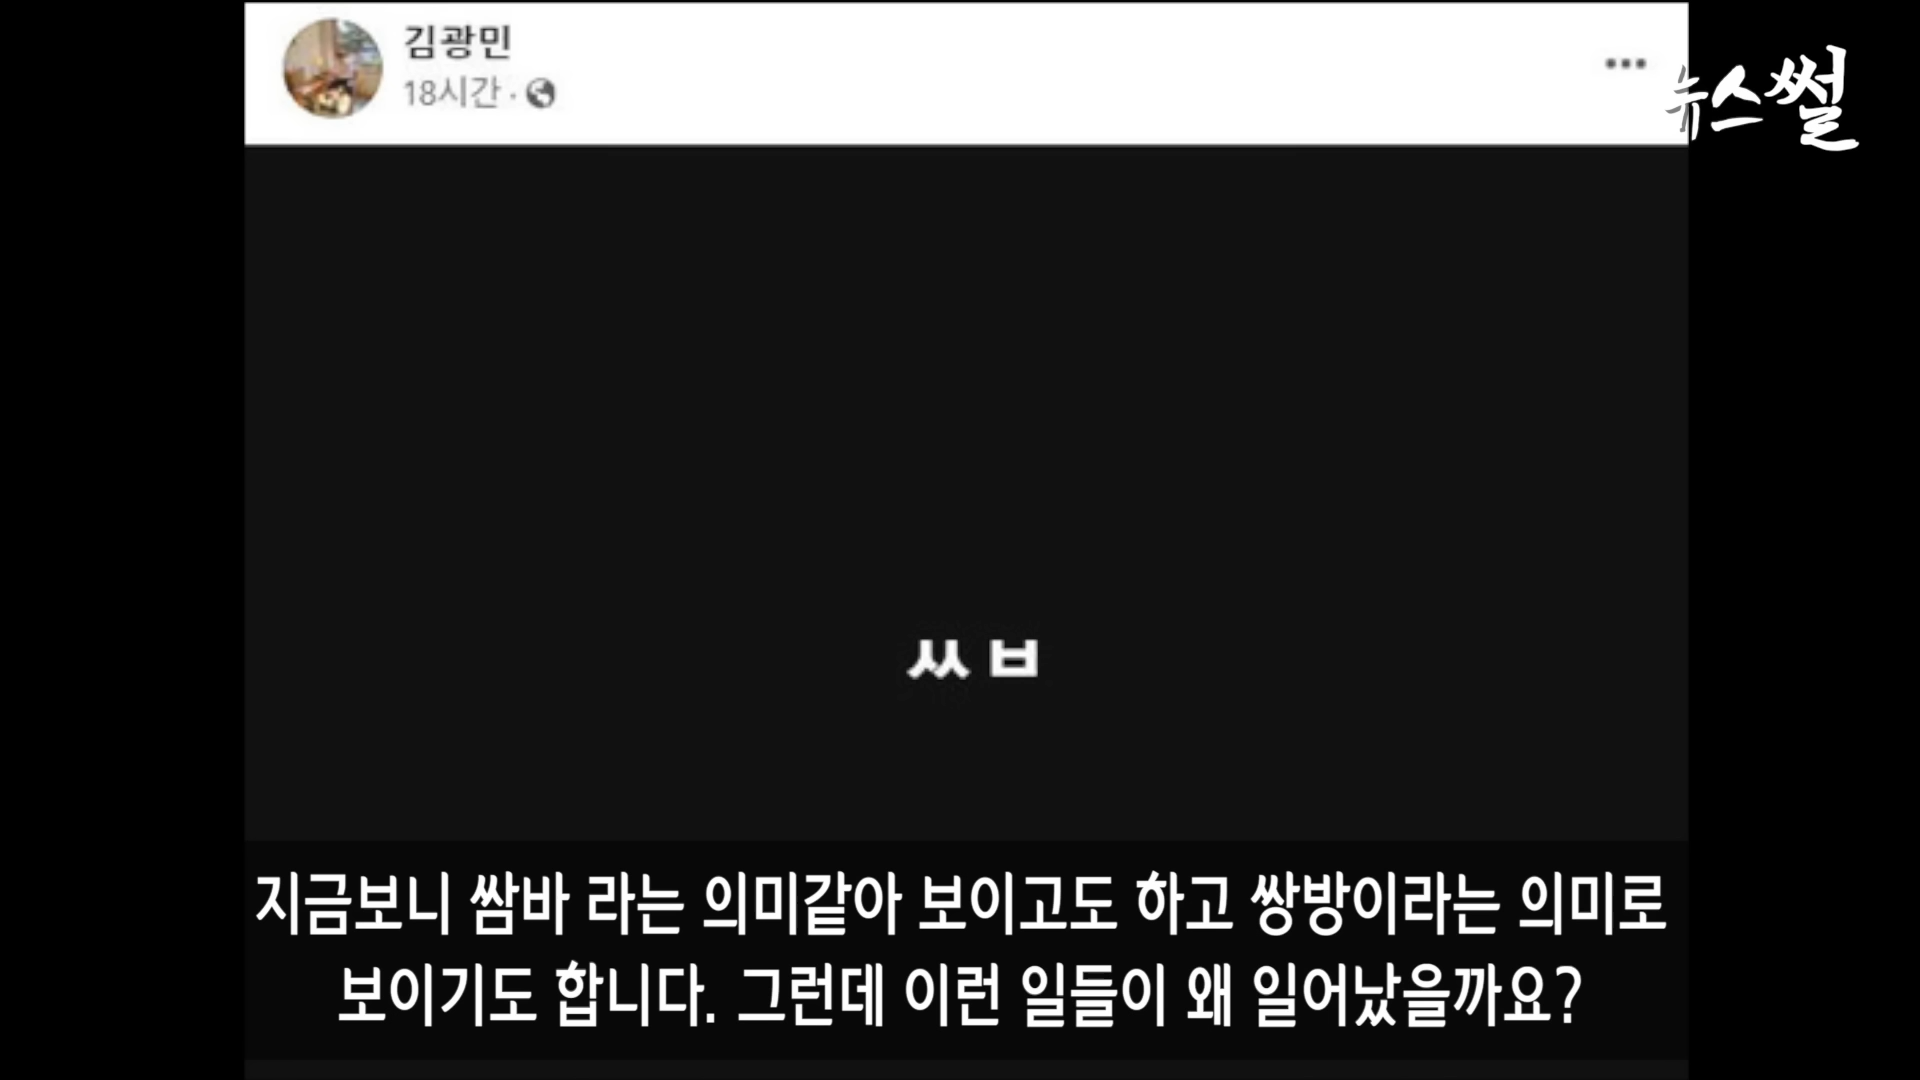 김광민
18시간 ·
뉴스썰
ㅆㅂ
지금보니 쌈바 라는 의미같아 보이고도 하고 쌍방이라는 의미로
보이기도 합니다. 그런데 이런 일들이 왜 일어났을까요?